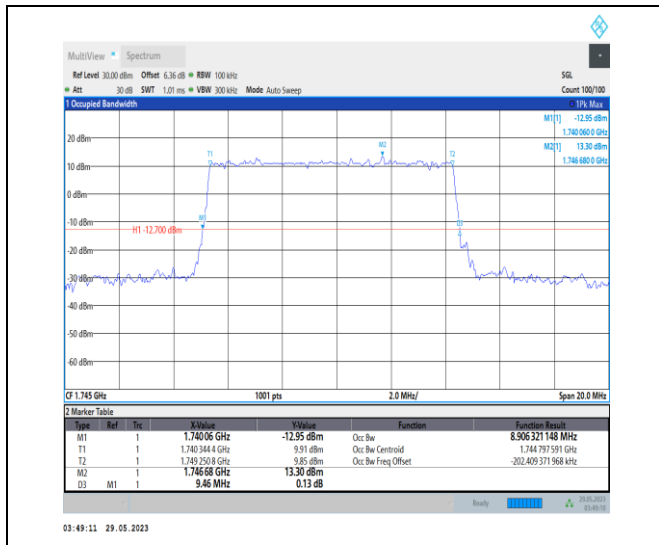 MultiView Spectrum
Ref Level 30.00 dBm Offset 6.36 dB RBW 100 kHz SGL
Att 30 dB SWT 1.01 ms VBW 300 kHz Mode Auto Sweep Count 100/100
1 Occupied Bandwidth 1Pk Max
M1[1] -12.95 dBm
1.740 060 0 GHz
M2[1] 13.30 dBm
1.746 680 0 GHz
20 dBm
M2
T1 T2
10 dBm
0 dBm
-10 dBm
M1
H1 -12.700 dBm
-20 dBm
-30 dBm
-40 dBm
-50 dBm
-60 dBm
CF 1.745 GHz 1001 pts 2.0 MHz/ Span 20.0 MHz
2 Marker Table
Type Ref Trc X-Value Y-Value Function Function Result
M1 1 1.74006 GHz -12.95 dBm Occ Bw 8.906 321 148 MHz
T1 1 1.740 344 4 GHz 9.91 dBm Occ Bw Centroid 1.744 797 591 GHz
T2 1 1.749 250 8 GHz 9.85 dBm Occ Bw Freq Offset -202.409 371 968 kHz
M2 1 1.74668 GHz 13.30 dBm
D3 M1 1 9.46 MHz 0.13 dB
Ready 29.05.2023
03:49:10
03:49:11 29.05.2023